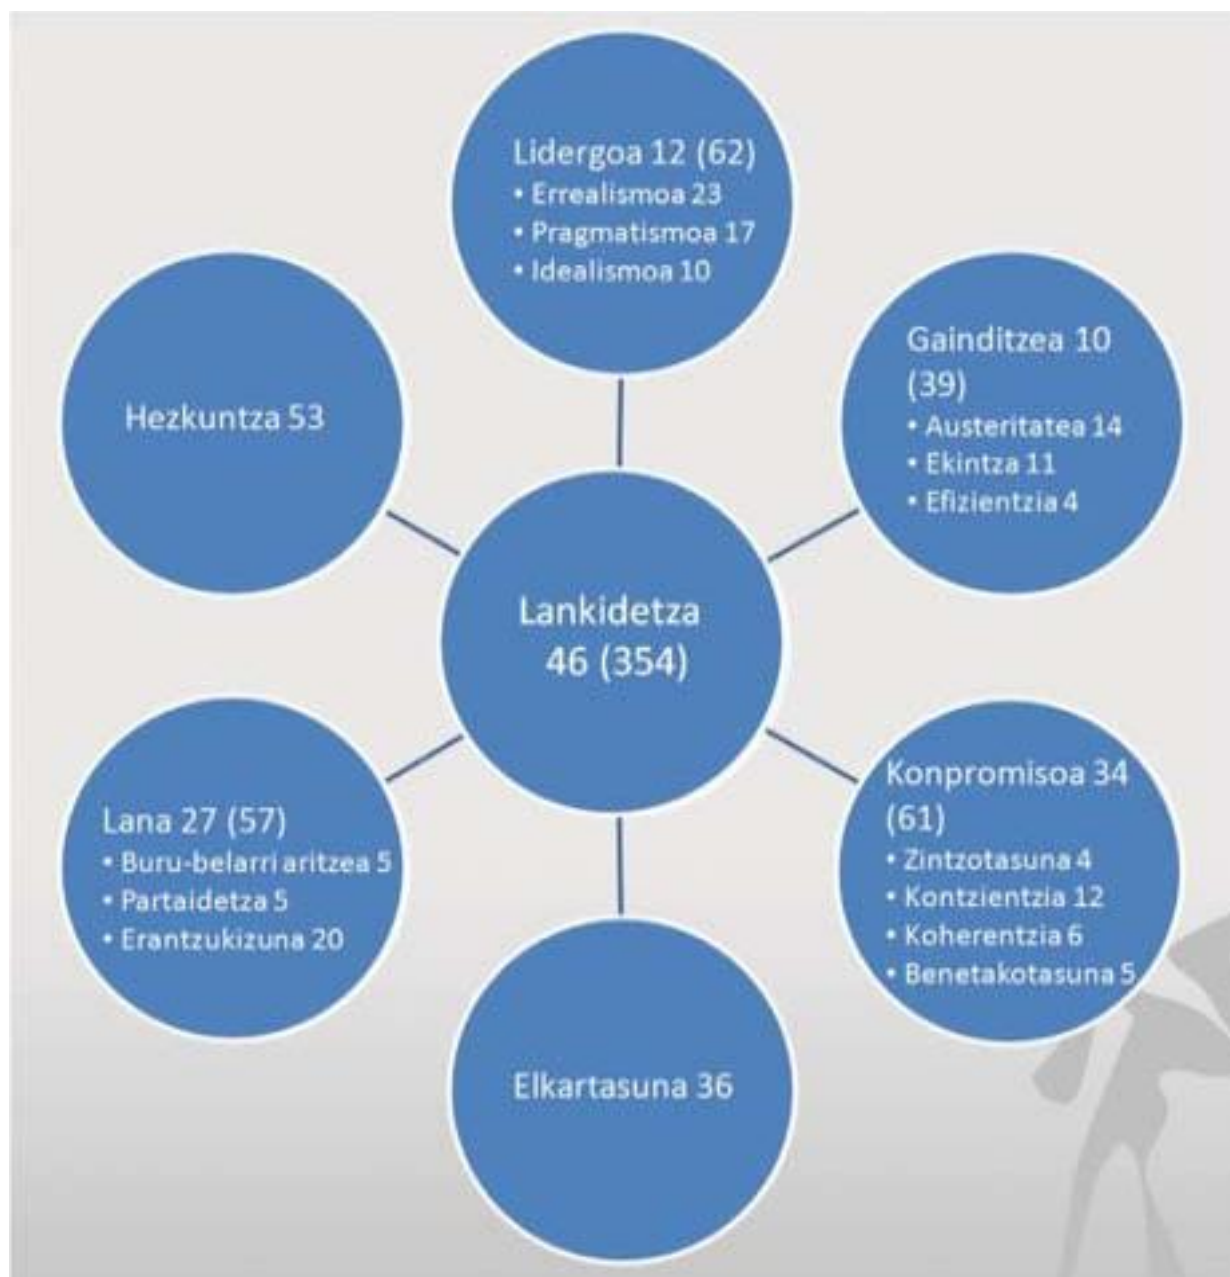 Lidergoa 12 (62)
• Errealismoa 23
• Pragmatismoa 17
• Idealismoa 10
Gainditzea 10
(39)
• Austeritatea 14
• Ekintza 11
• Efizientzia 4
Hezkuntza 53
Lankidetza
46 (354)
Konpromisoa 34
(61)
• Zintzotasuna 4
• Kontzientzia 12
• Koherentzia 6
• Benetakotasuna 5
Lana 27 (57)
• Buru-belarri aritzea 5
• Partaidetza 5
• Erantzukizuna 20
Elkartasuna 36